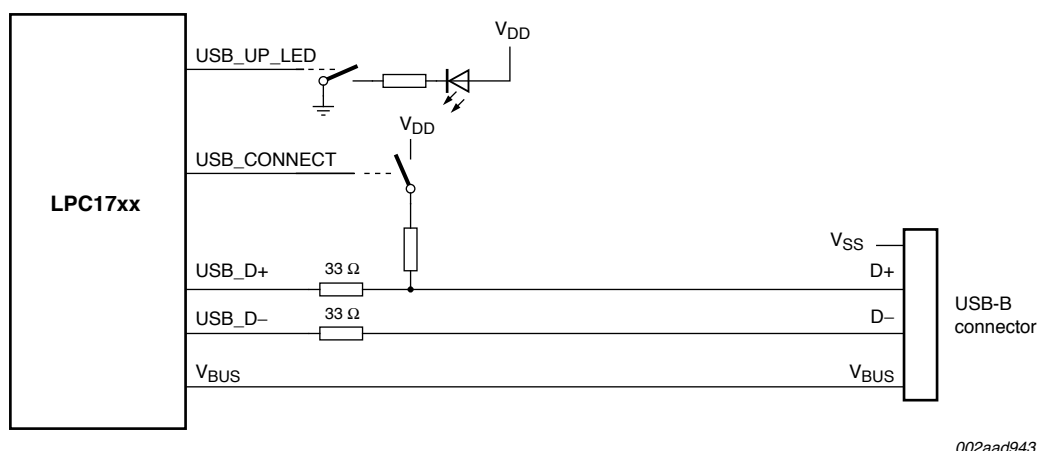 V_DD
USB_UP_LED
V_DD
USB_CONNECT
LPC17xx
V_SS
USB_D+
33 Ω
D+
USB_D−
33 Ω
D−
USB-B
connector
V_BUS
V_BUS
002aad943